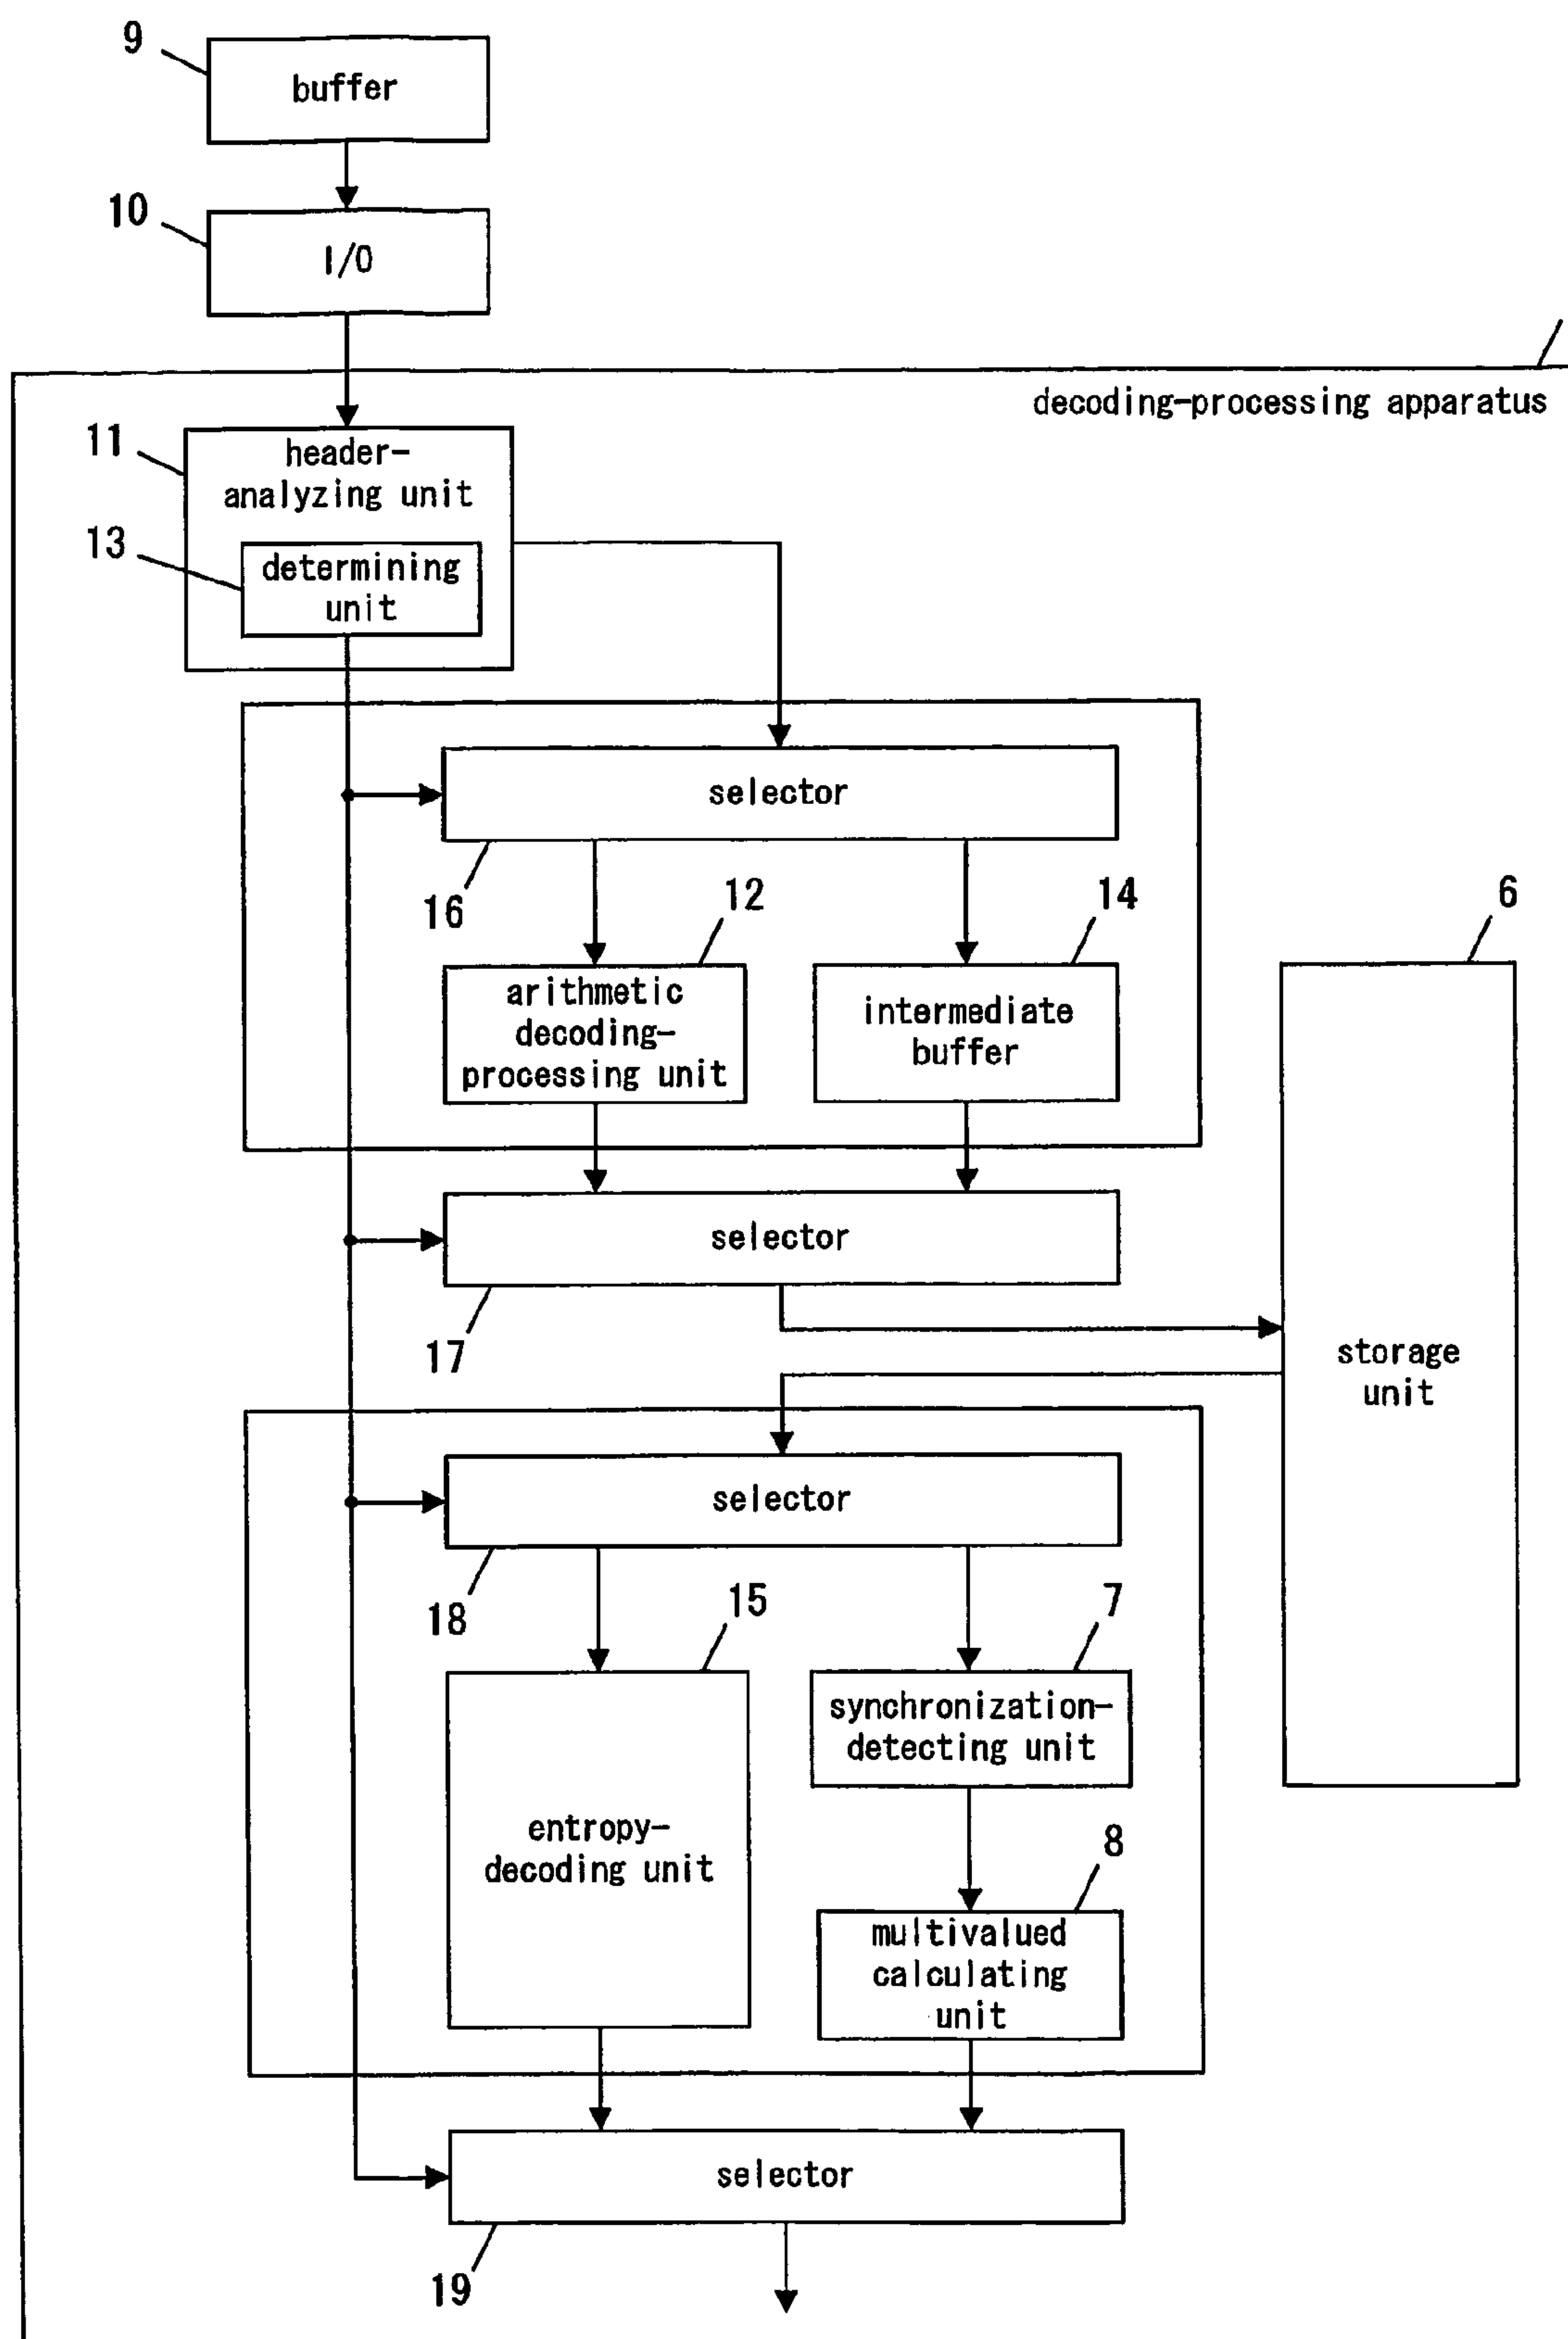 9
buffer
10
I/O
decoding-processing apparatus
11
header-
analyzing unit
13
determining
unit
selector
16
12
14
6
arithmetic
decoding-
processing unit
intermediate
buffer
selector
17
storage
unit
selector
18
15
7
synchronization-
detecting unit
entropy-
decoding unit
8
multivalued
calculating
unit
selector
19